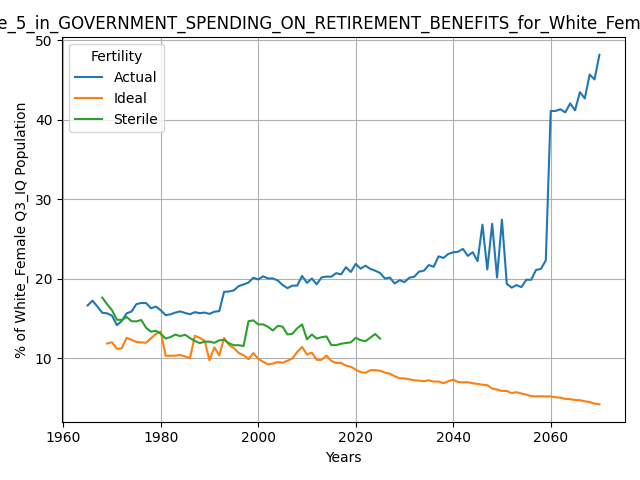 e_5_in_GOVERNMENT_SPENDING_ON_RETIREMENT_BENEFITS_for_White_Fem
50
Fertility
Actual
Ideal
Sterile
40
30
20
10
% of White_Female Q3_IQ Population
1960 1980 2000 2020 2040 2060
Years